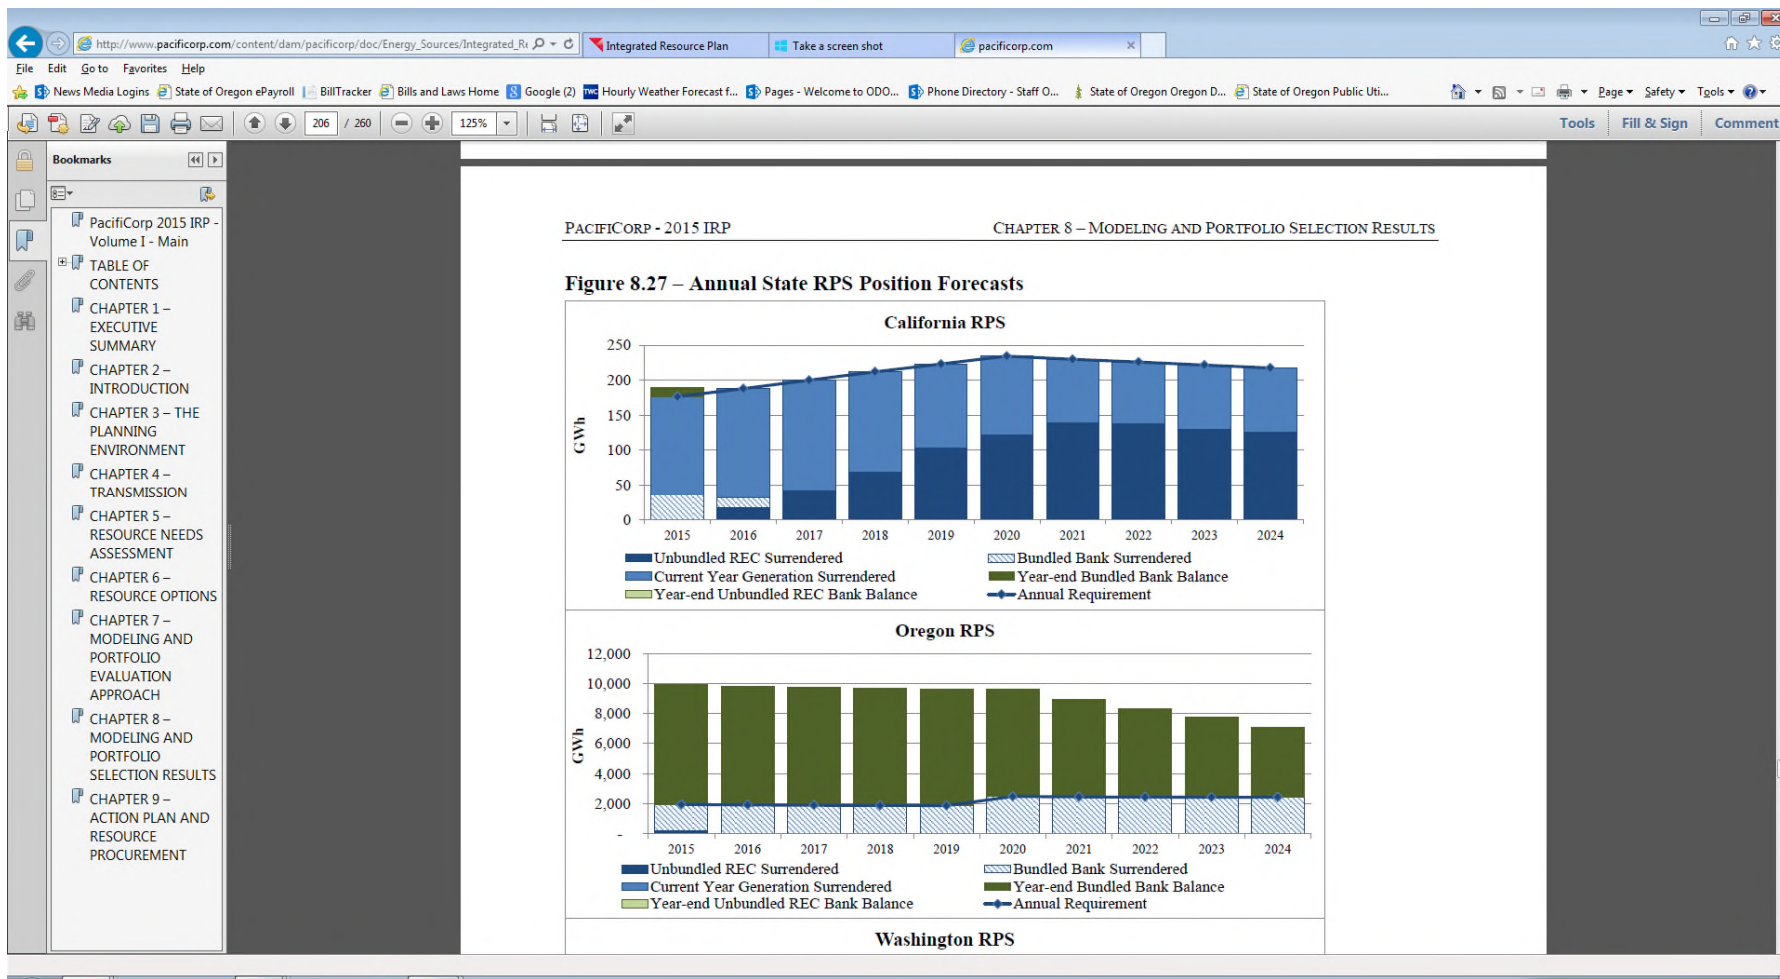 http://www.pacificorp.com/content/dam/pacificorp/doc/Energy_Sources/Integrated_Re
Integrated Resource Plan
Take a screen shot
pacificorp.com
File Edit Go to Favorites Help
News Media Logins State of Oregon ePayroll BillTracker Bills and Laws Home Google (2) Hourly Weather Forecast f... Pages - Welcome to ODO... Phone Directory - Staff O... State of Oregon Oregon D... State of Oregon Public Uti... Page Safety Tools
206 / 260 125% Tools Fill & Sign Comment
Bookmarks
PacifiCorp 2015 IRP -
Volume I - Main
TABLE OF
CONTENTS
CHAPTER 1 –
EXECUTIVE
SUMMARY
CHAPTER 2 –
INTRODUCTION
CHAPTER 3 – THE
PLANNING
ENVIRONMENT
CHAPTER 4 –
TRANSMISSION
CHAPTER 5 –
RESOURCE NEEDS
ASSESSMENT
CHAPTER 6 –
RESOURCE OPTIONS
CHAPTER 7 –
MODELING AND
PORTFOLIO
EVALUATION
APPROACH
CHAPTER 8 –
MODELING AND
PORTFOLIO
SELECTION RESULTS
CHAPTER 9 –
ACTION PLAN AND
RESOURCE
PROCUREMENT
PACIFICORP - 2015 IRP CHAPTER 8 – MODELING AND PORTFOLIO SELECTION RESULTS
Figure 8.27 – Annual State RPS Position Forecasts
California RPS
GWh
250
200
150
100
50
0
2015 2016 2017 2018 2019 2020 2021 2022 2023 2024
Unbundled REC Surrendered Bundled Bank Surrendered
Current Year Generation Surrendered Year-end Bundled Bank Balance
Year-end Unbundled REC Bank Balance Annual Requirement
Oregon RPS
GWh
12,000
10,000
8,000
6,000
4,000
2,000
-
2015 2016 2017 2018 2019 2020 2021 2022 2023 2024
Unbundled REC Surrendered Bundled Bank Surrendered
Current Year Generation Surrendered Year-end Bundled Bank Balance
Year-end Unbundled REC Bank Balance Annual Requirement
Washington RPS